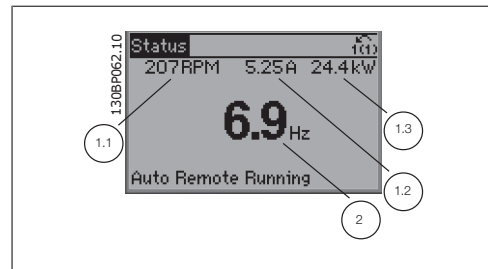 130BP062.10
Status 1(1)
207RPM 5.25A 24.4kW
6.9Hz
Auto Remote Running
1.1
1.3
1.2
2